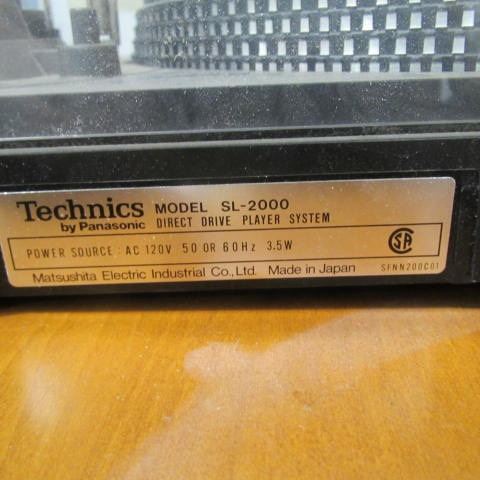 Technics MODEL SL-2000
by Panasonic DIRECT DRIVE PLAYER SYSTEM
POWER SOURCE : AC 120V 50 OR 60Hz 3.5W
SA
Matsushita Electric Industrial Co., Ltd. Made in Japan SFNN200C01